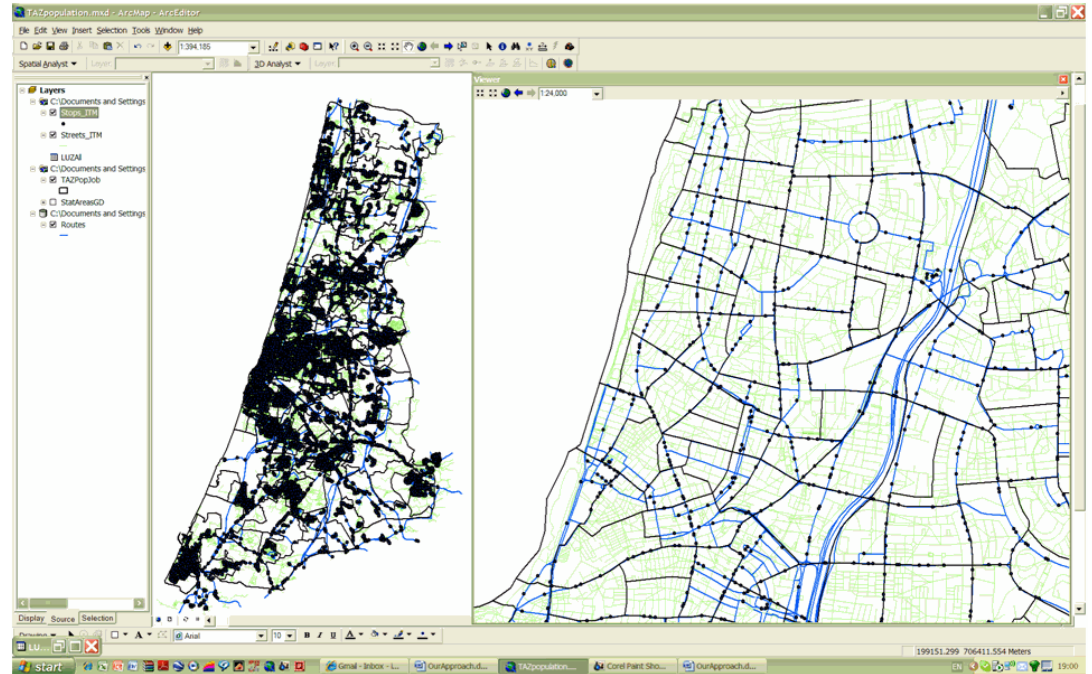 TAZpopulation.mxd - ArcMap - ArcEditor
File Edit View Insert Selection Tools Window Help
1:394,185
Spatial Analyst Layer: 3D Analyst Layer:
Viewer
1:24,000
Layers
C:\Documents and Settings
Stops_ITM
Streets_ITM
LUZAll
C:\Documents and Settings
TAZPopJob
StatAreasGD
C:\Documents and Settings
Routes
Display Source Selection
Drawing Arial 10 B I U A
LU...
199151.299 706411.554 Meters
start Gmail - Inbox - L... OurApproach.d... TAZpopulation.... Corel Paint Sho... OurApproach.d... EN 19:00